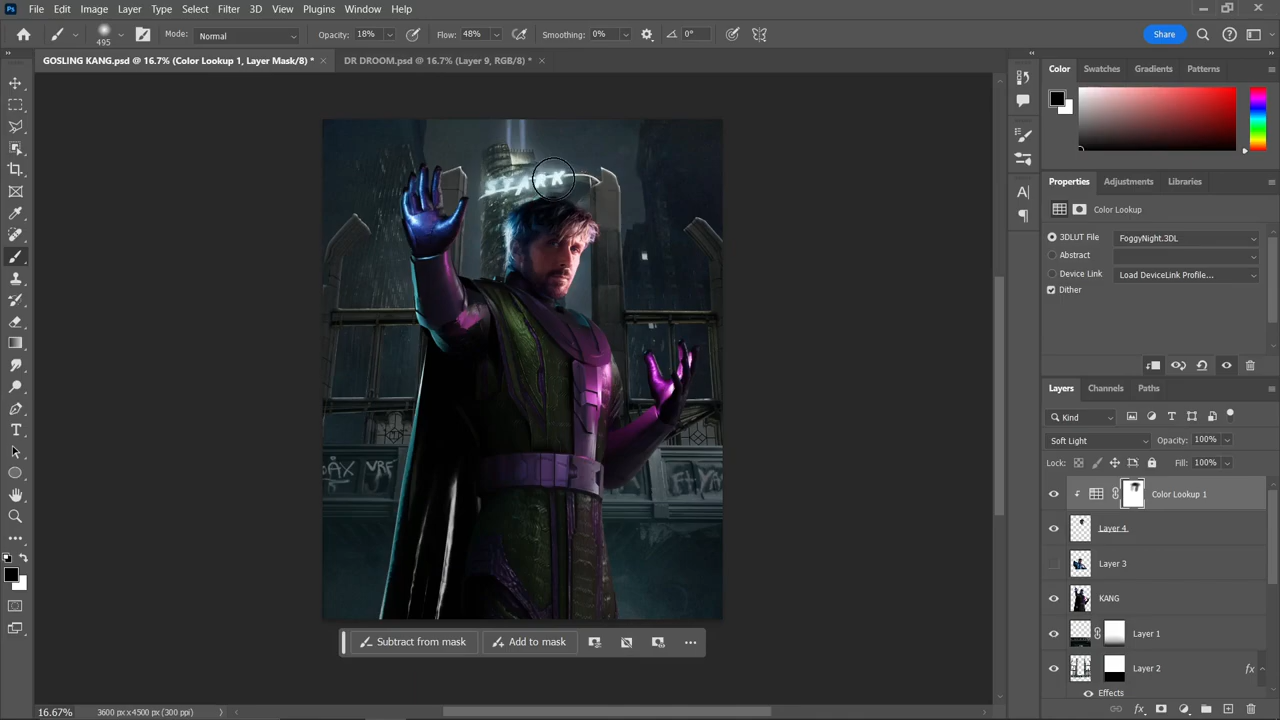 Ps File Edit Image Layer Type Select Filter 3D View Plugins Window Help
495 Mode: Normal Opacity: 18% Flow: 48% Smoothing: 0% 0° Share
GOSLING KANG.psd @ 16.7% (Color Lookup 1, Layer Mask/8) * × DR DROOM.psd @ 16.7% (Layer 9, RGB/8) * ×
Color Swatches Gradients Patterns
STARK
Properties Adjustments Libraries
Color Lookup
3DLUT File FoggyNight.3DL
Abstract
Device Link Load DeviceLink Profile...
Dither
Layers Channels Paths
Kind
Soft Light Opacity: 100%
Lock: Fill: 100%
Color Lookup 1
Layer 4
Layer 3
KANG
Layer 1
Layer 2 fx
Effects
Subtract from mask Add to mask
16.67% 3600 px x 4500 px (300 ppi)